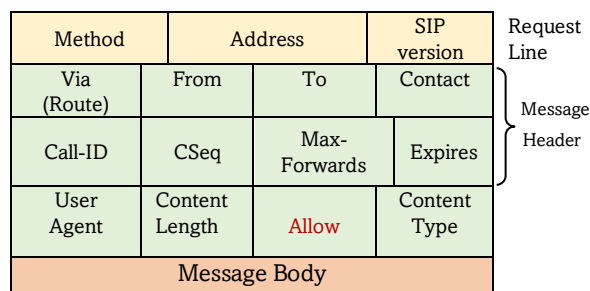 Method Address SIP version Request Line
Via (Route) From To Contact
Message Header
Call-ID CSeq Max-Forwards Expires
User Agent Content Length Allow Content Type
Message Body